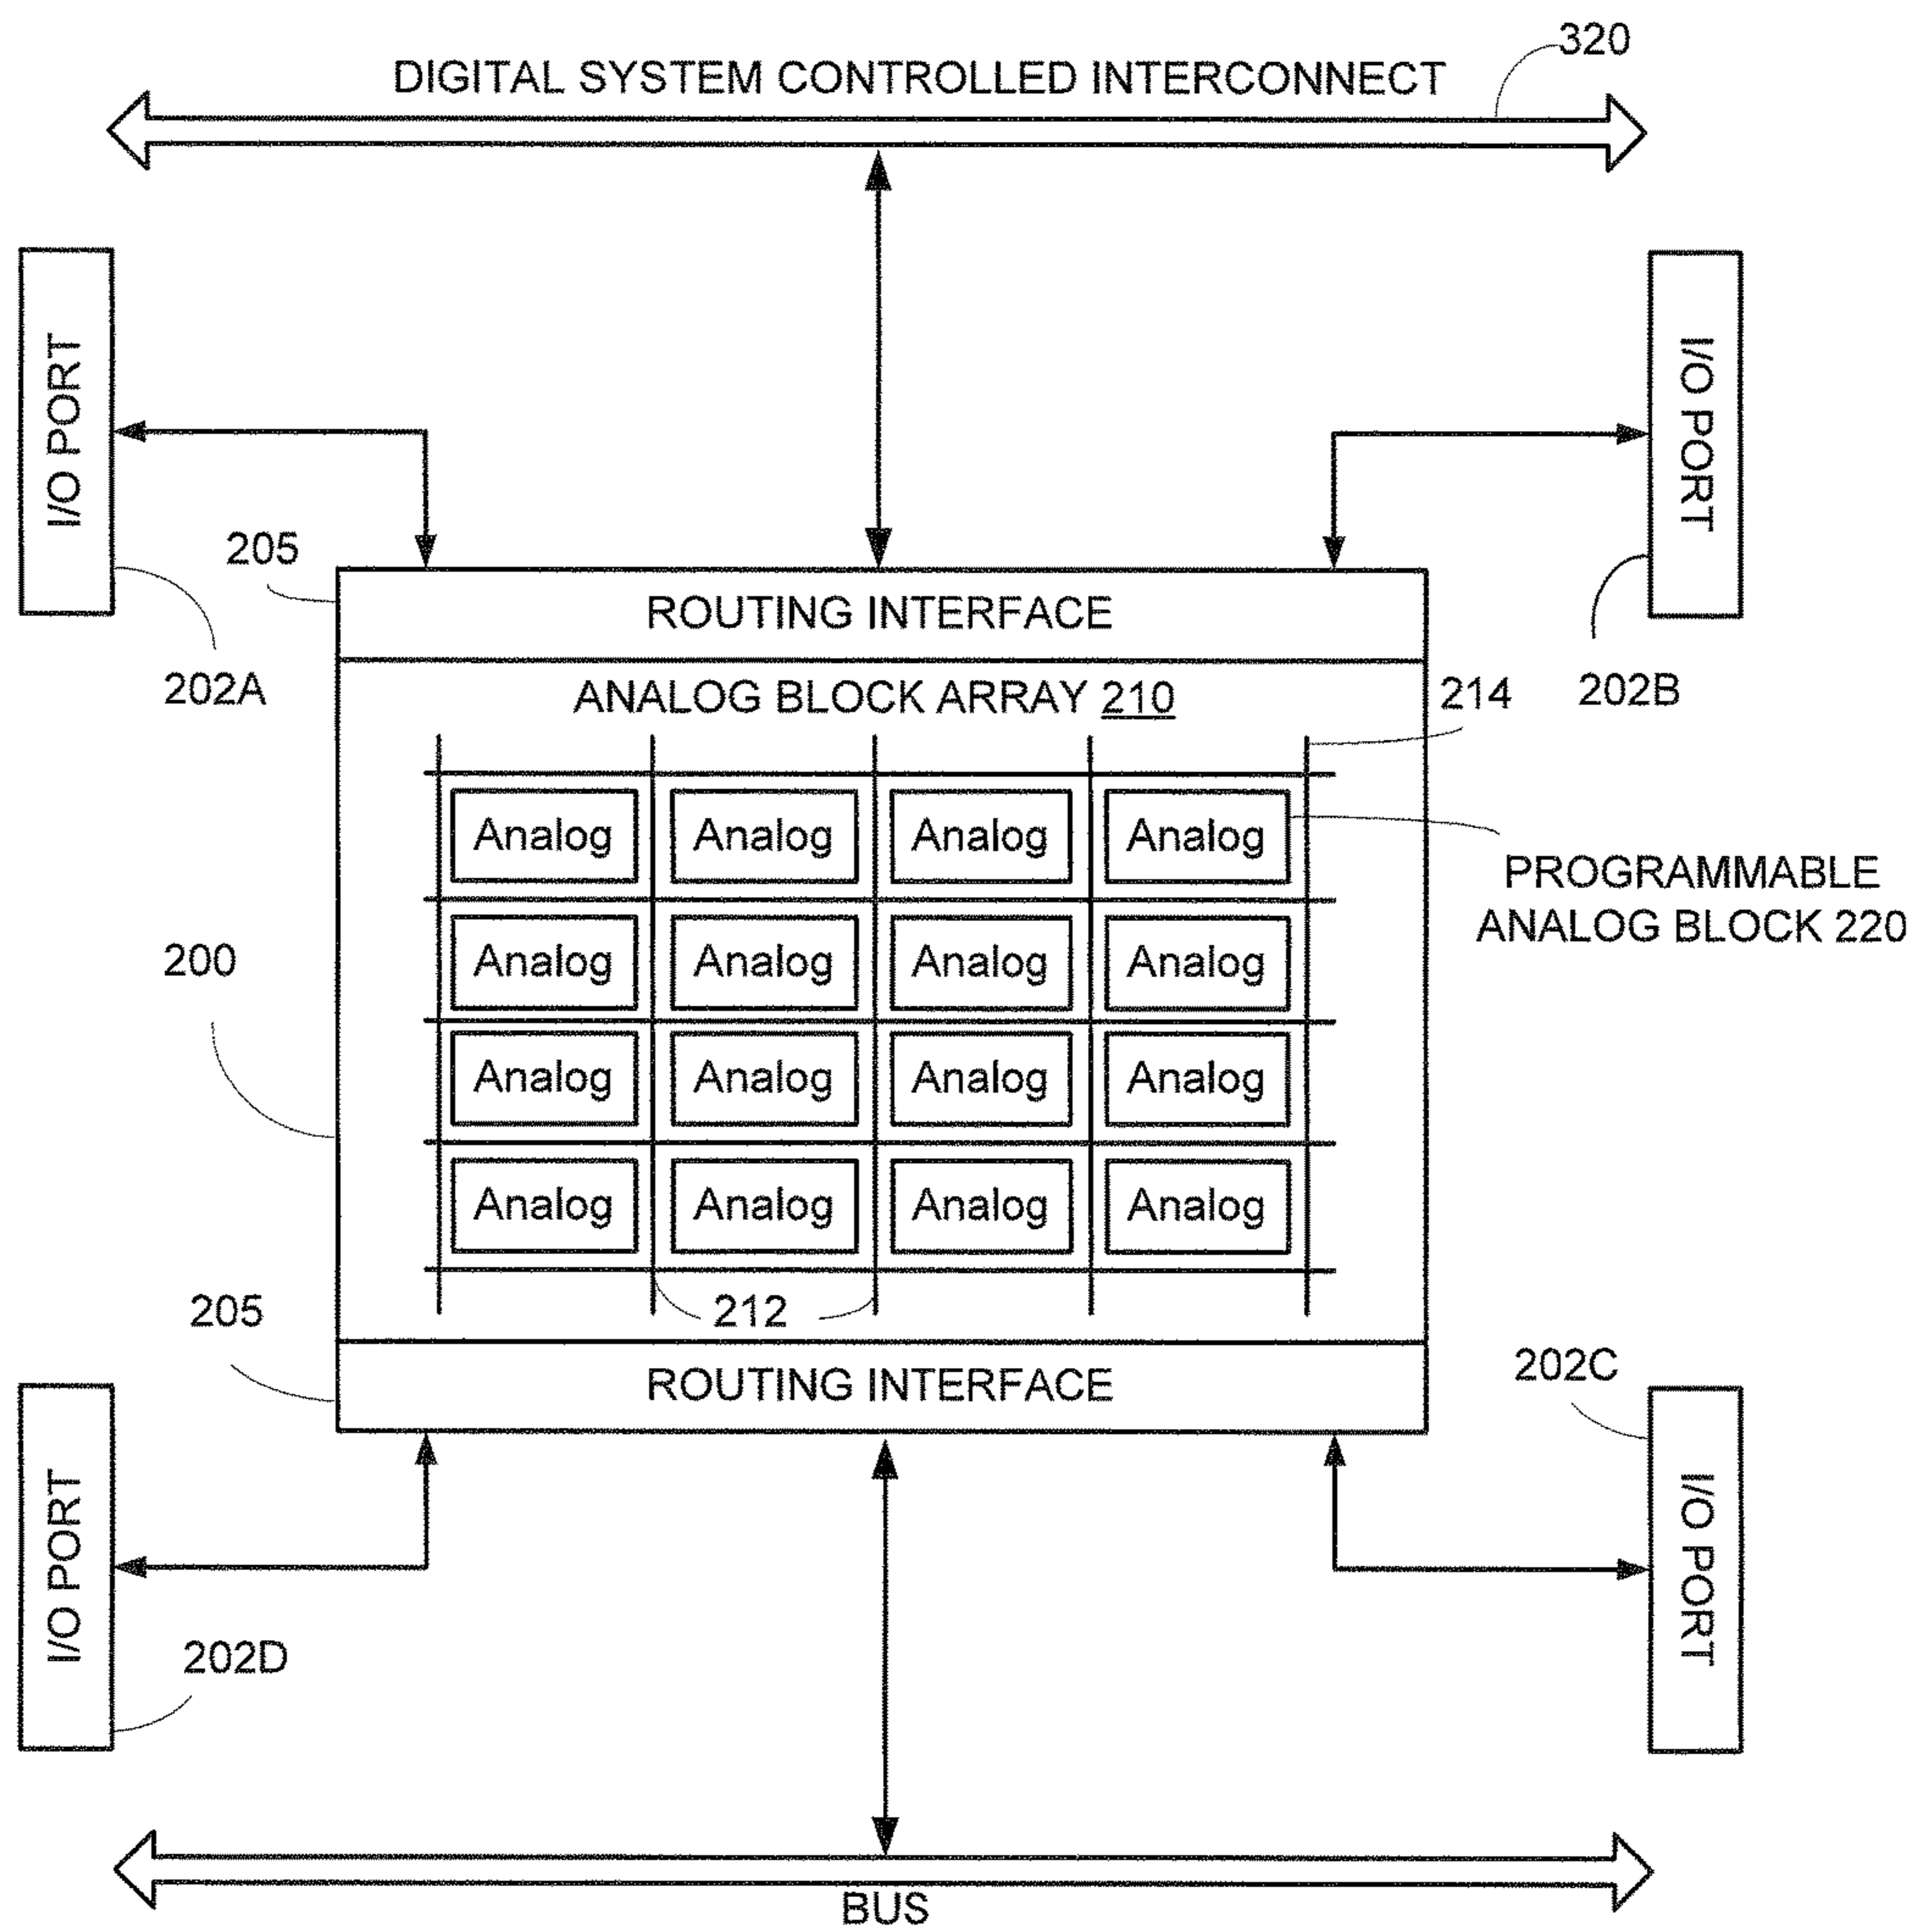 320
DIGITAL SYSTEM CONTROLLED INTERCONNECT
I/O PORT
I/O PORT
205
ROUTING INTERFACE
202A
ANALOG BLOCK ARRAY 210
214
202B
Analog Analog Analog Analog
PROGRAMMABLE
ANALOG BLOCK 220
Analog Analog Analog Analog
200
Analog Analog Analog Analog
Analog Analog Analog Analog
205
212
ROUTING INTERFACE
202C
I/O PORT
I/O PORT
202D
BUS